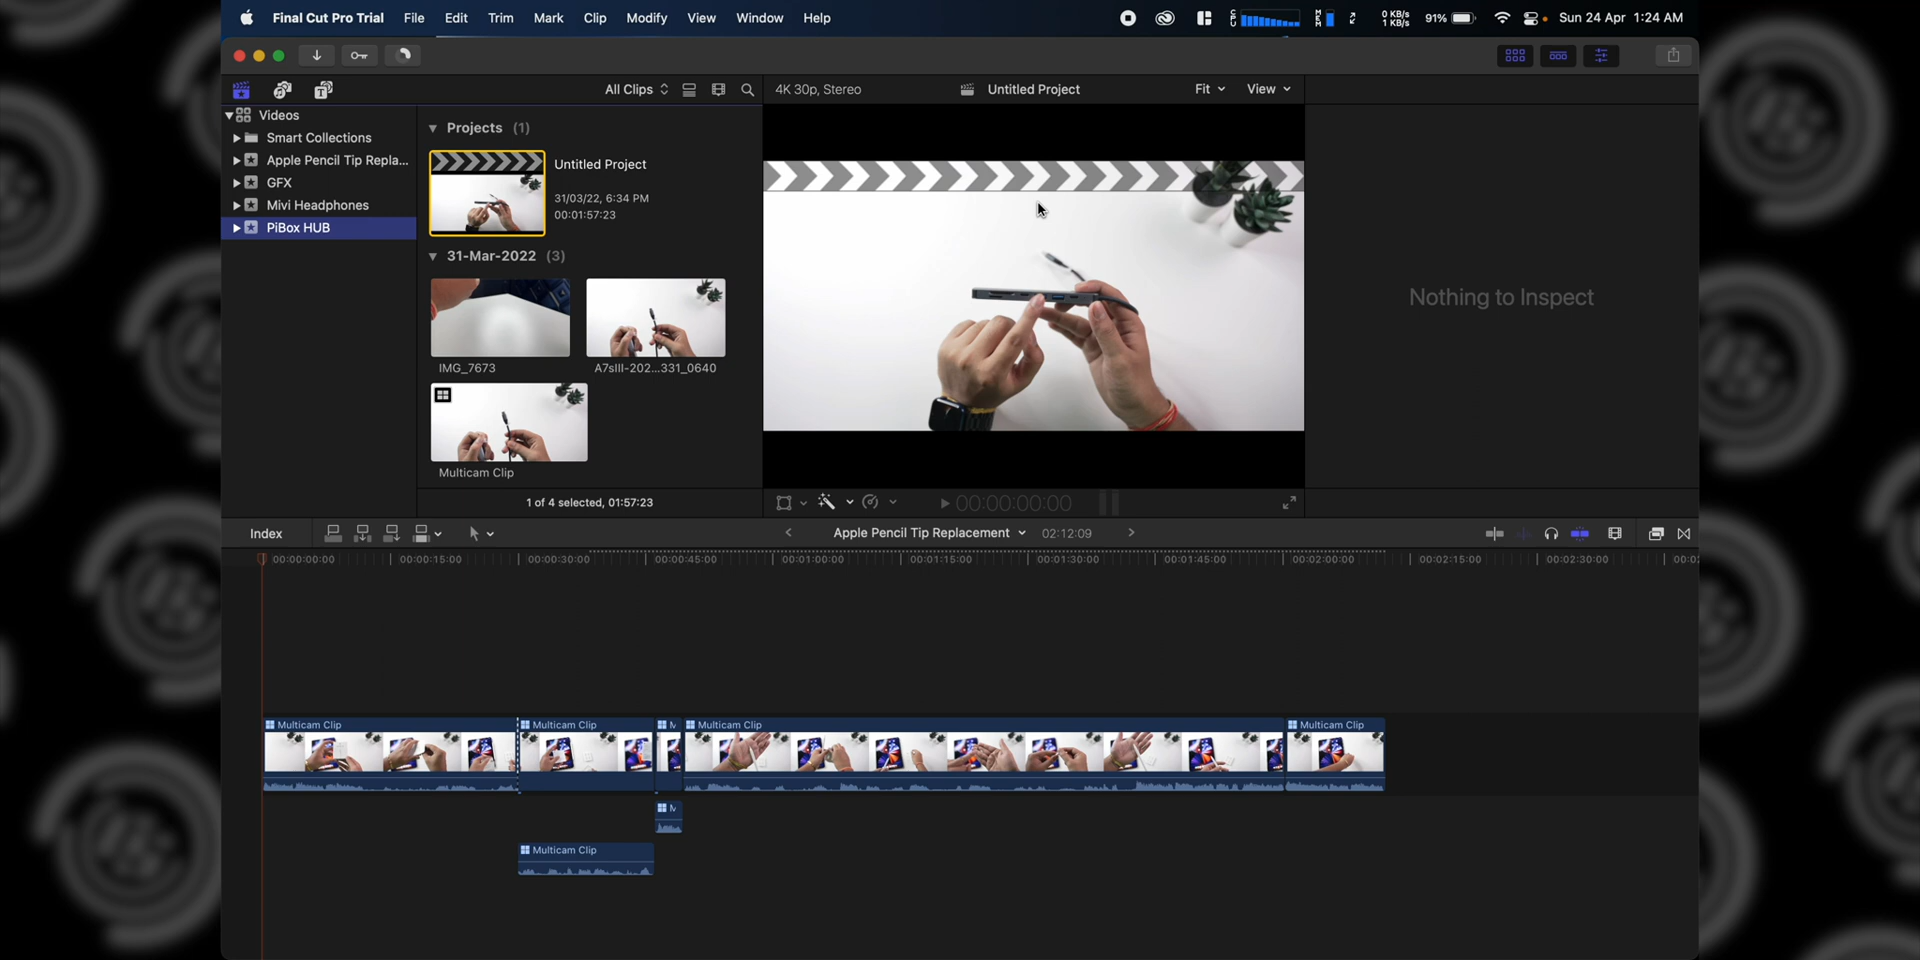 Final Cut Pro Trial File Edit Trim Mark Clip Modify View Window Help
CPU MEM 0 KB/s 1 KB/s 91% Sun 24 Apr 1:24 AM
All Clips 4K 30p, Stereo Untitled Project Fit View
Videos
Smart Collections
Apple Pencil Tip Repla...
GFX
Mivi Headphones
PiBox HUB
Projects (1)
Untitled Project
31/03/22, 6:34 PM
00:01:57:23
31-Mar-2022 (3)
IMG_7673 A7sIII-202...331_0640
Multicam Clip
1 of 4 selected, 01:57:23
00:00:00:00
Nothing to Inspect
Index Apple Pencil Tip Replacement 02:12:09
00:00:00:00 00:00:15:00 00:00:30:00 00:00:45:00 00:01:00:00 00:01:15:00 00:01:30:00 00:01:45:00 00:02:00:00 00:02:15:00 00:02:30:00 00:02
Multicam Clip Multicam Clip M Multicam Clip Multicam Clip
M
Multicam Clip